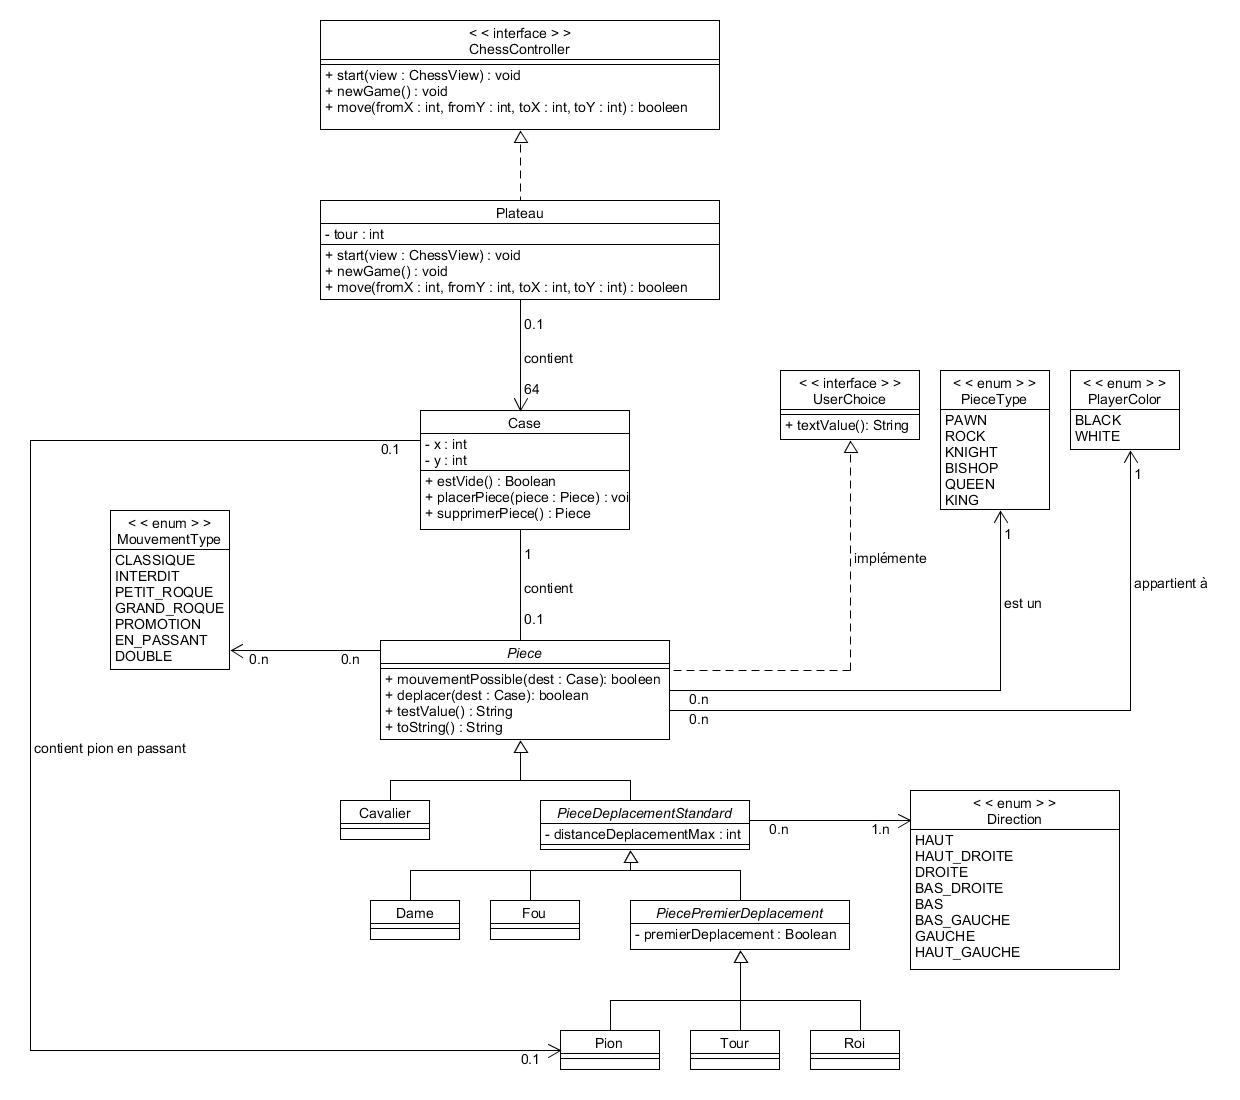 < < interface > >
ChessController
+ start(view : ChessView) : void
+ newGame() : void
+ move(fromX : int, fromY : int, toX : int, toY : int) : booleen
Plateau
- tour : int
+ start(view : ChessView) : void
+ newGame() : void
+ move(fromX : int, fromY : int, toX : int, toY : int) : booleen
0.1
contient
64
Case
- x : int
- y : int
+ estVide() : Boolean
+ placerPiece(piece : Piece) : voi
+ supprimerPiece() : Piece
0.1
< < interface > >
UserChoice
+ textValue(): String
< < enum > >
PieceType
PAWN
ROCK
KNIGHT
BISHOP
QUEEN
KING
< < enum > >
PlayerColor
BLACK
WHITE
1
1
implémente
est un
appartient à
< < enum > >
MouvementType
CLASSIQUE
INTERDIT
PETIT_ROQUE
GRAND_ROQUE
PROMOTION
EN_PASSANT
DOUBLE
1
contient
0.1
0.n
0.n
Piece
+ mouvementPossible(dest : Case): booleen
+ deplacer(dest : Case): boolean
+ testValue() : String
+ toString() : String
0.n
0.n
contient pion en passant
Cavalier
PieceDeplacementStandard
- distanceDeplacementMax : int
0.n
1.n
< < enum > >
Direction
HAUT
HAUT_DROITE
DROITE
BAS_DROITE
BAS
BAS_GAUCHE
GAUCHE
HAUT_GAUCHE
Dame
Fou
PiecePremierDeplacement
- premierDeplacement : Boolean
Pion
Tour
Roi
0.1